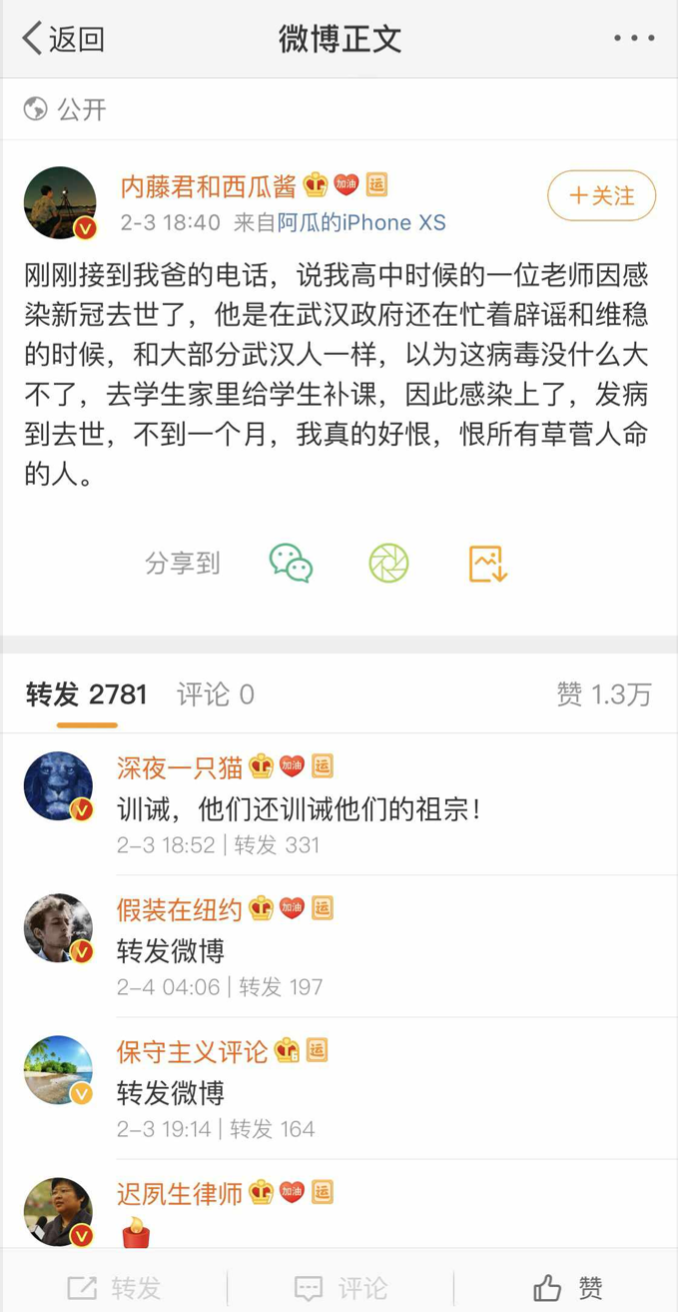 返回
微博正文
公开
内藤君和西瓜酱 加油 运
+关注
2-3 18:40 来自阿瓜的iPhone XS
刚刚接到我爸的电话，说我高中时候的一位老师因感
染新冠去世了，他是在武汉政府还在忙着辟谣和维稳
的时候，和大部分武汉人一样，以为这病毒没什么大
不了，去学生家里给学生补课，因此感染上了，发病
到去世，不到一个月，我真的好恨，恨所有草菅人命
的人。
分享到
转发 2781 评论 0 赞 1.3万
深夜一只猫 加油 运
训诫，他们还训诫他们的祖宗！
2-3 18:52 | 转发 331
假装在纽约 加油 运
转发微博
2-4 04:06 | 转发 197
保守主义评论 运
转发微博
2-3 19:14 | 转发 164
迟夙生律师 加油 运
转发 评论 赞